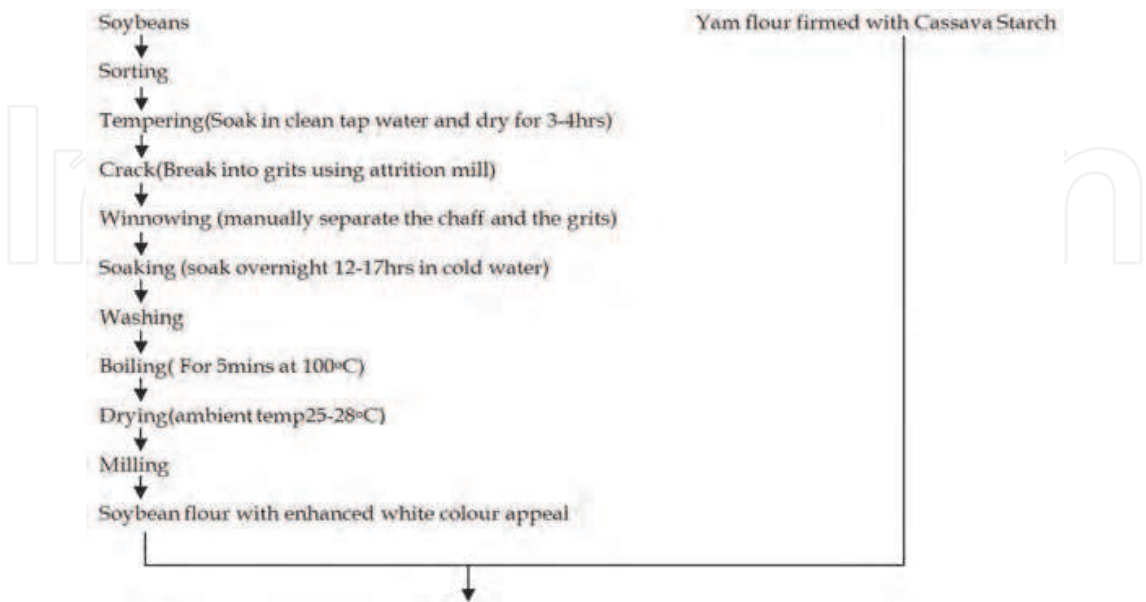 Soybeans
Yam flour firmed with Cassava Starch
Sorting
Tempering(Soak in clean tap water and dry for 3-4hrs)
Crack(Break into grits using attrition mill)
Winnowing (manually separate the chaff and the grits)
Soaking (soak overnight 12-17hrs in cold water)
Washing
Boiling( For 5mins at 100ºC)
Drying(ambient temp25-28ºC)
Milling
Soybean flour with enhanced white colour appeal